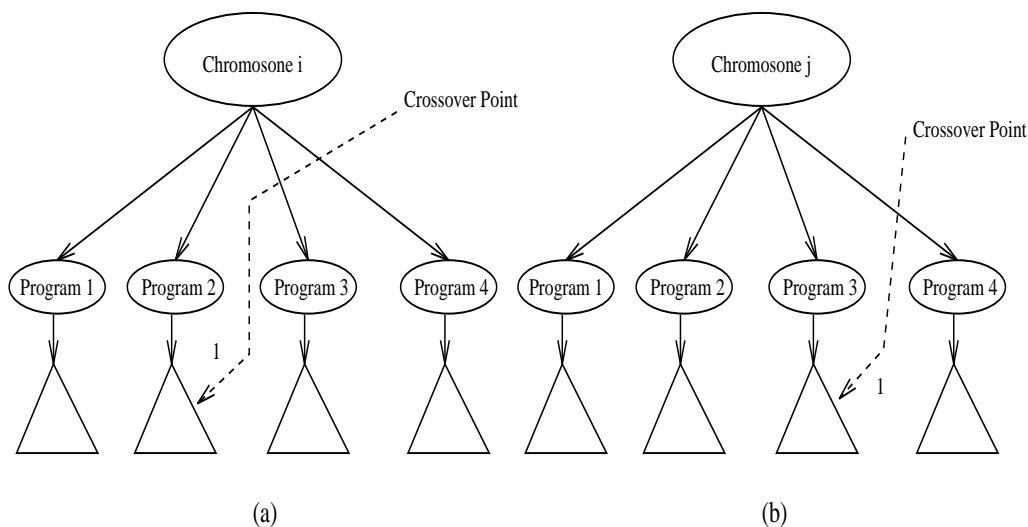 Chromosone i
Crossover Point
Program 1
Program 2
Program 3
Program 4
1
(a)
Chromosone j
Crossover Point
Program 1
Program 2
Program 3
Program 4
1
(b)